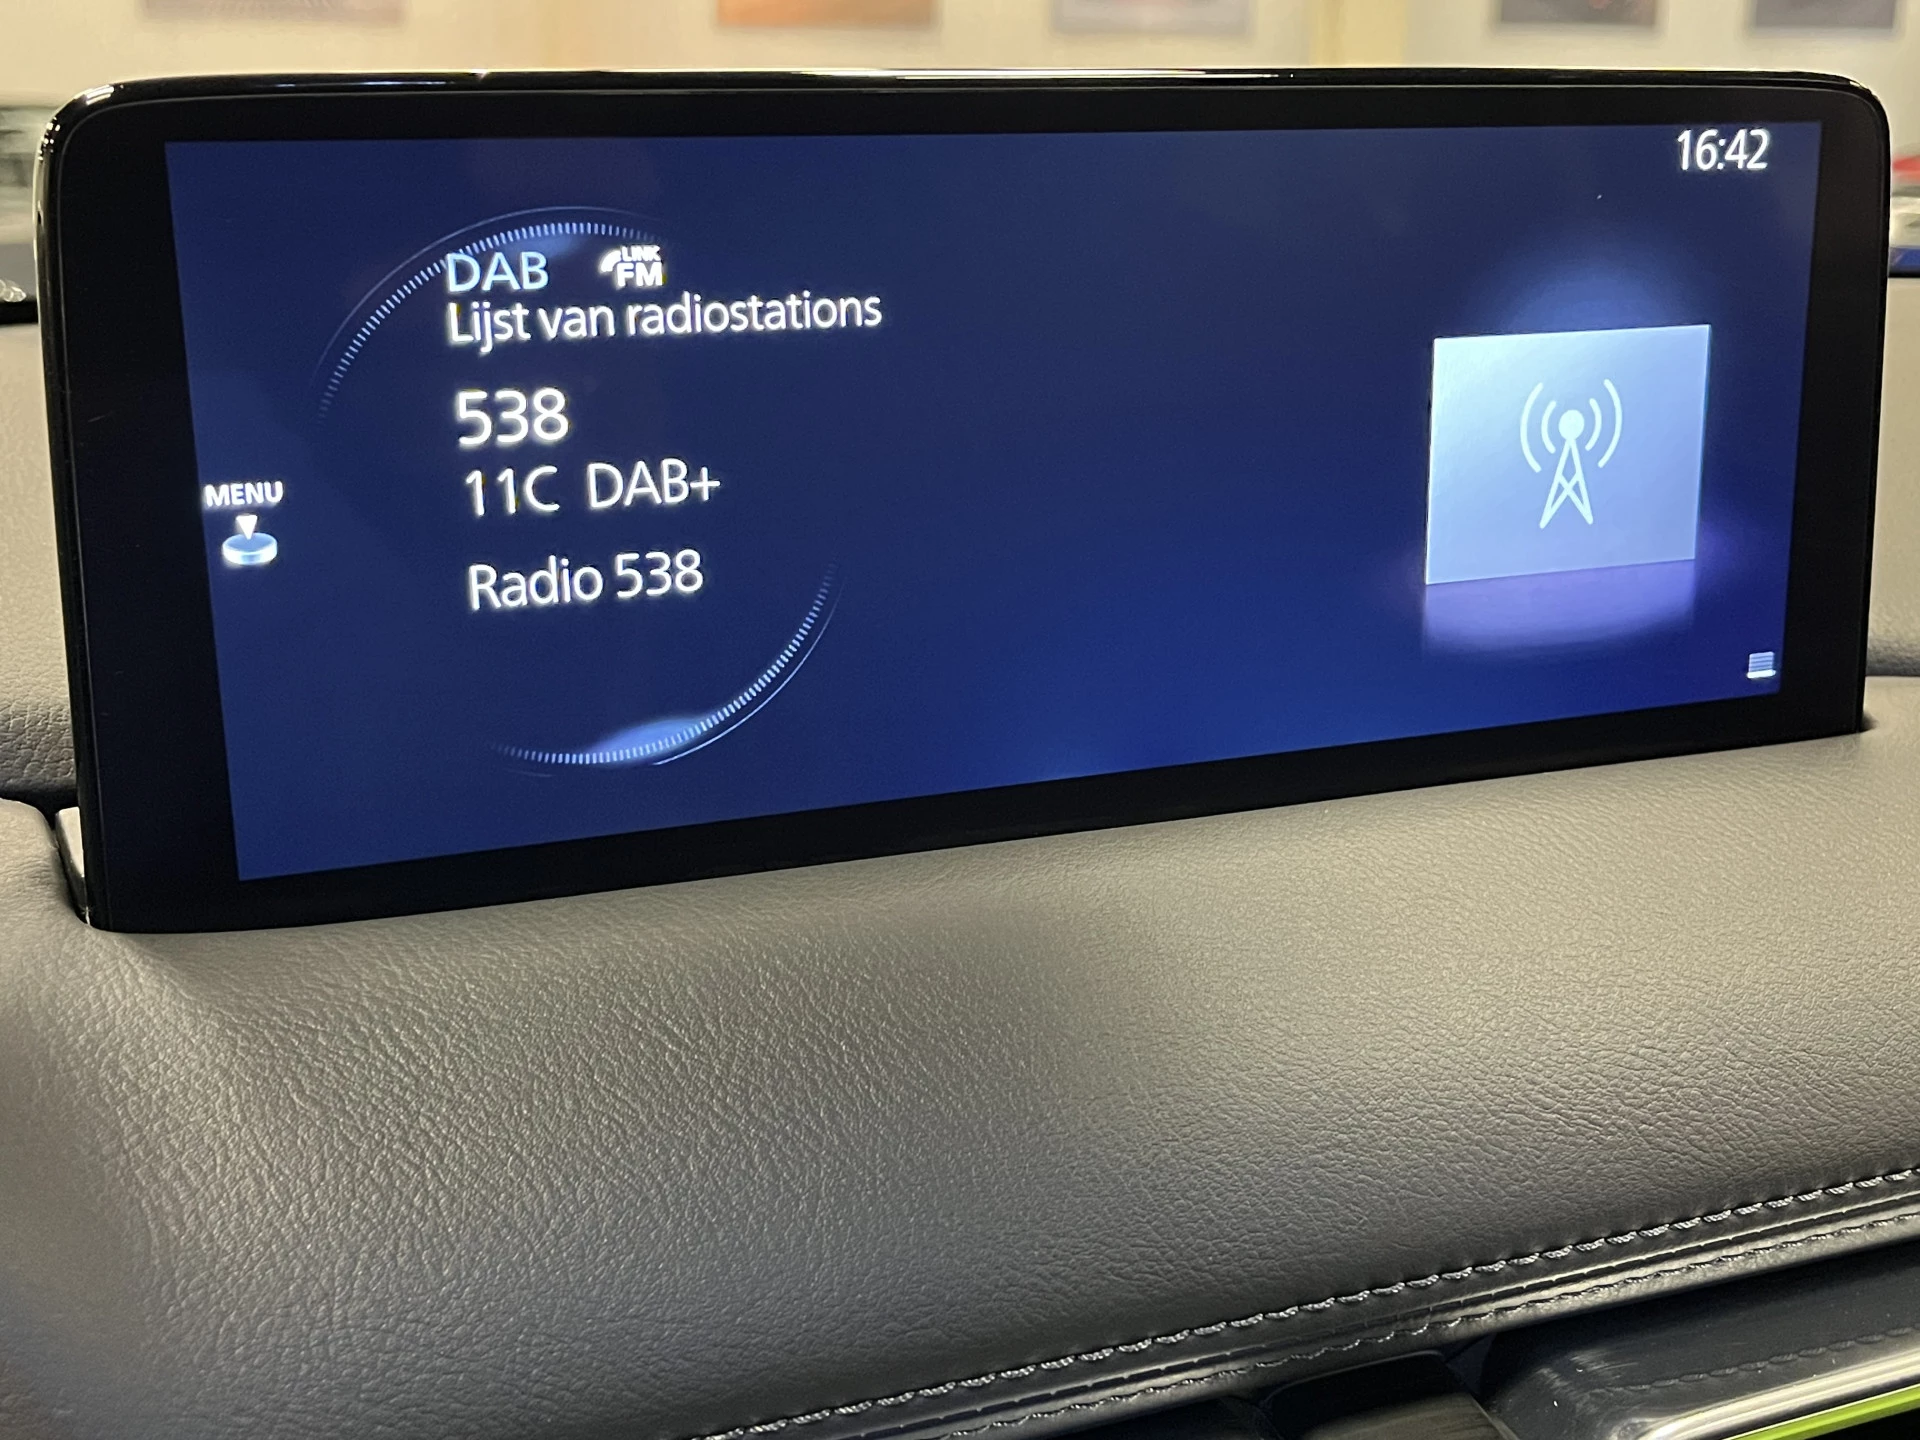 16:42
DAB LINK FM
Lijst van radiostations
538
11C DAB+
MENU
Radio 538